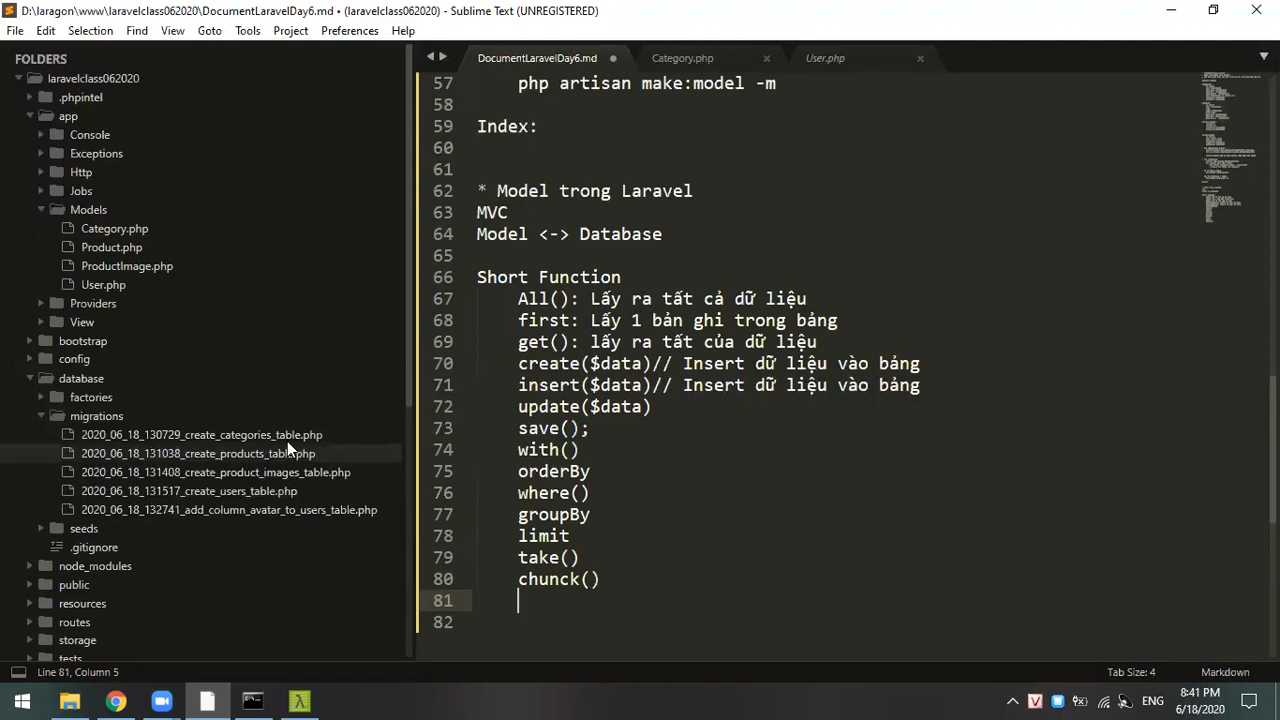 D:\laragon\www\laravelclass062020\DocumentLaravelDay6.md • (laravelclass062020) - Sublime Text (UNREGISTERED)
File Edit Selection Find View Goto Tools Project Preferences Help
FOLDERS
laravelclass062020
.phpintel
app
Console
Exceptions
Http
Jobs
Models
Category.php
Product.php
ProductImage.php
User.php
Providers
View
bootstrap
config
database
factories
migrations
2020_06_18_130729_create_categories_table.php
2020_06_18_131038_create_products_table.php
2020_06_18_131408_create_product_images_table.php
2020_06_18_131517_create_users_table.php
2020_06_18_132741_add_column_avatar_to_users_table.php
seeds
.gitignore
node_modules
public
resources
routes
storage
tests
DocumentLaravelDay6.md Category.php User.php
57 php artisan make:model -m
58
59 Index:
60
61
62 * Model trong Laravel
63 MVC
64 Model <-> Database
65
66 Short Function
67 All(): Lấy ra tất cả dữ liệu
68 first: Lấy 1 bản ghi trong bảng
69 get(): lấy ra tất của dữ liệu
70 create($data)// Insert dữ liệu vào bảng
71 insert($data)// Insert dữ liệu vào bảng
72 update($data)
73 save();
74 with()
75 orderBy
76 where()
77 groupBy
78 limit
79 take()
80 chunck()
81
82
Line 81, Column 5 Tab Size: 4 Markdown
ENG 8:41 PM
6/18/2020